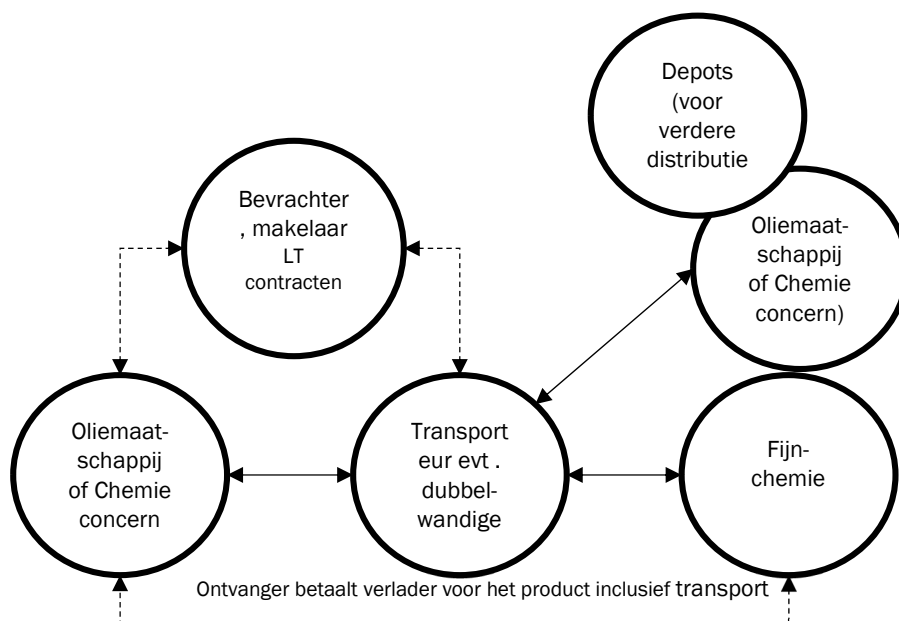 Depots
(voor
verdere
distributie
Bevrachter
, makelaar
LT
contracten
Oliemaat-
schappij
of Chemie
concern)
Oliemaat-
schappij
of Chemie
concern
Transport
eur evt .
dubbel-
wandige
Fijn-
chemie
Ontvanger betaalt verlader voor het product inclusief transport